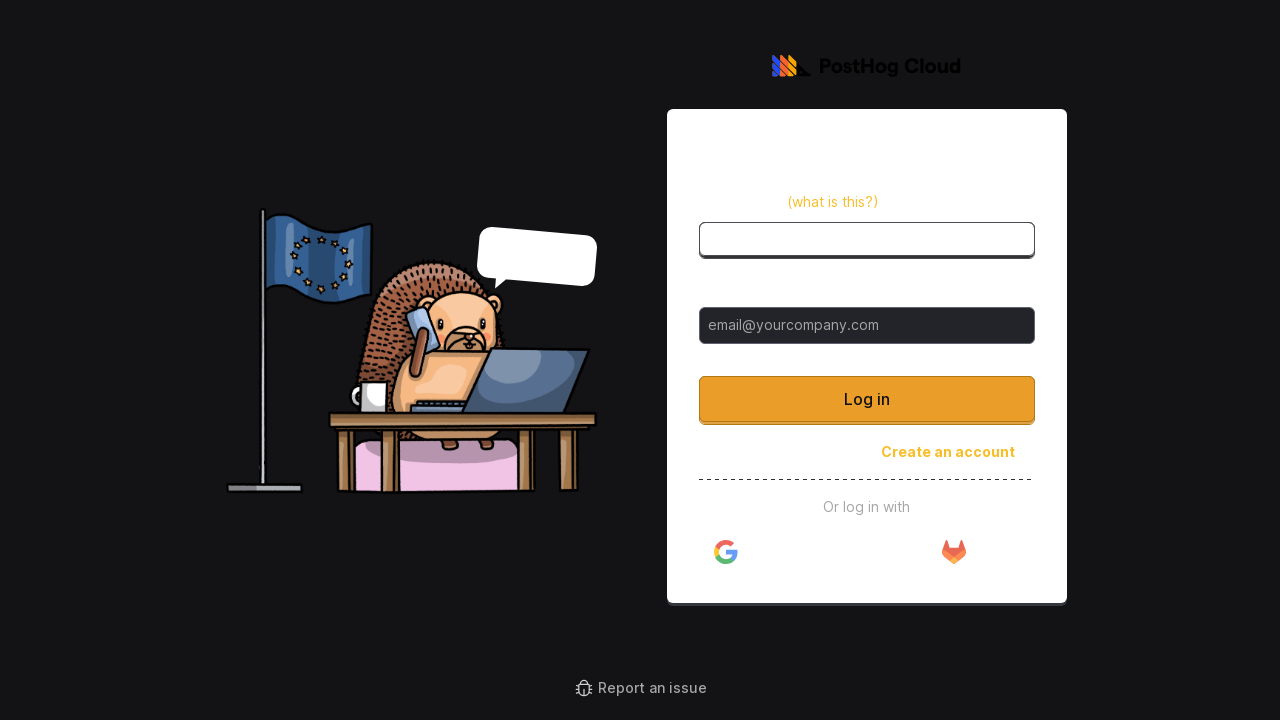 PostHog Cloud
(what is this?)
email@yourcompany.com
Log in
Create an account
Or log in with
Report an issue